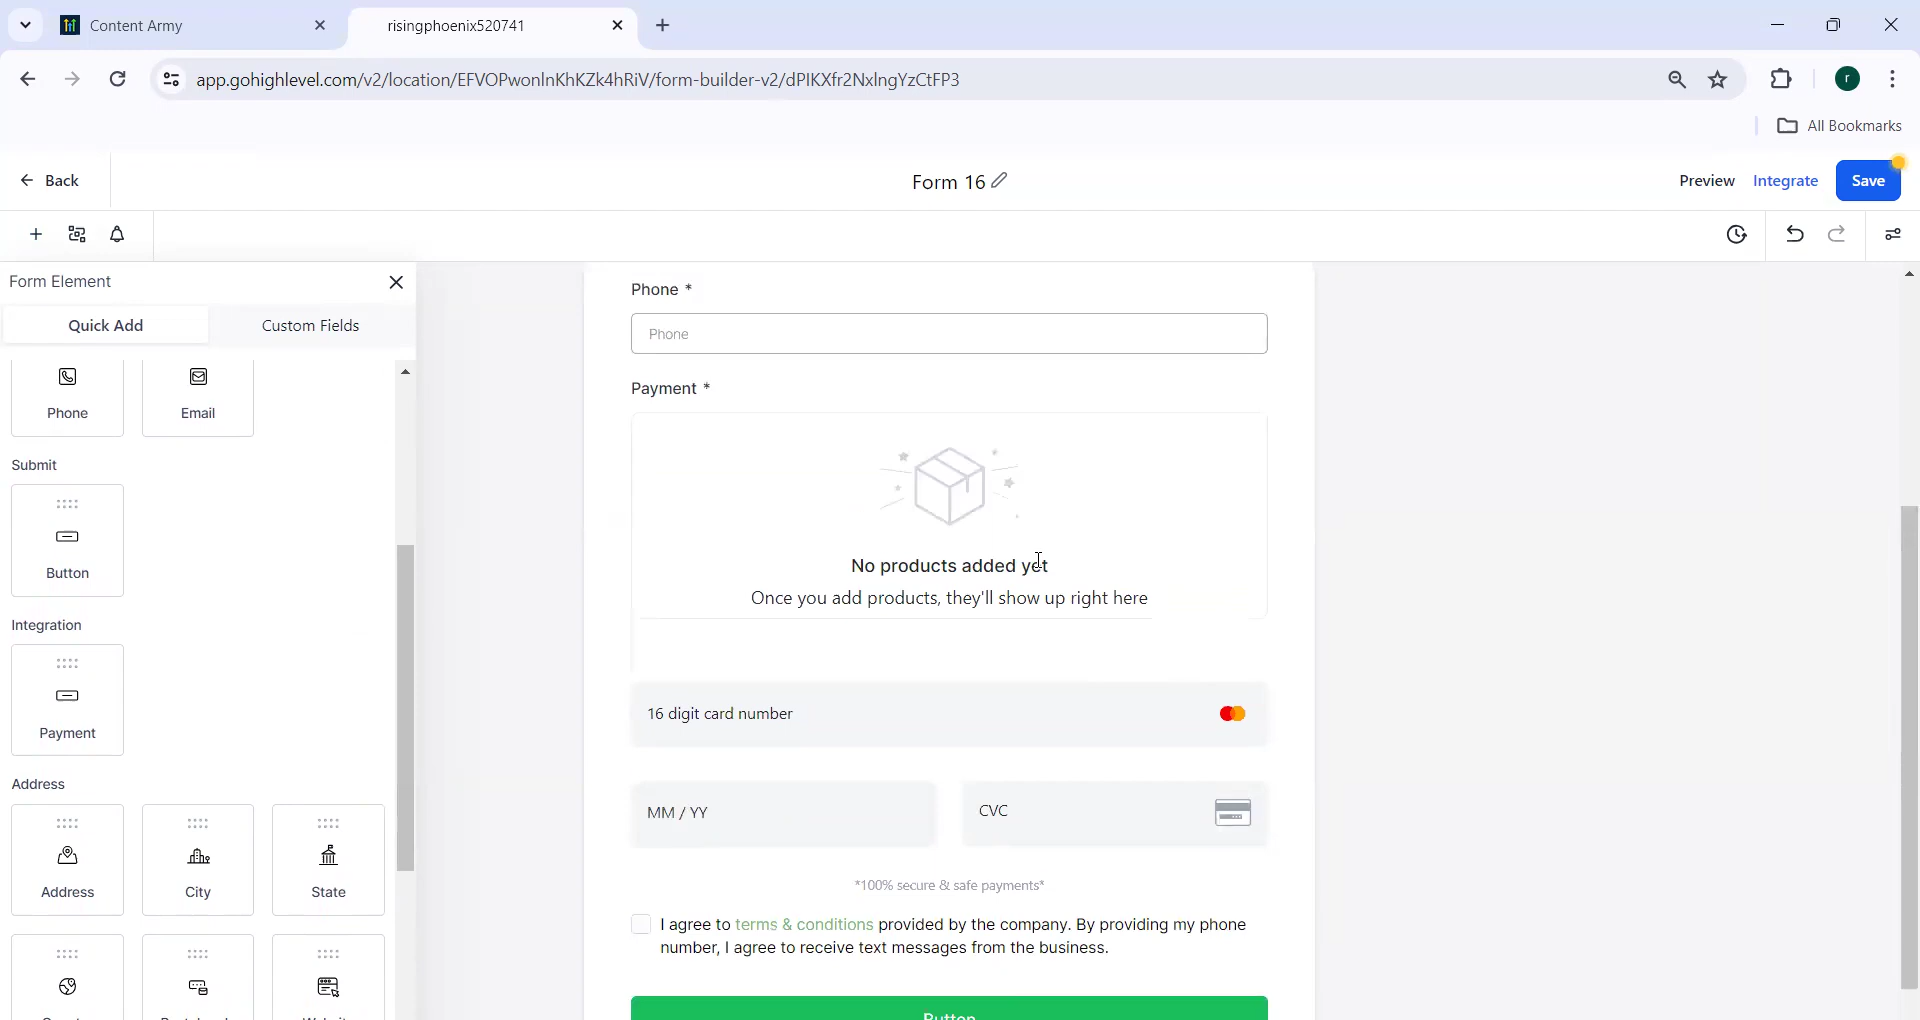 Content Army
risingphoenix520741
app.gohighlevel.com/v2/location/EFVOPwonlnKhKZk4hRiV/form-builder-v2/dPIKXfr2NxlngYzCtFP3
r
All Bookmarks
Back
Form 16
Preview
Integrate
Save
Form Element
Quick Add
Custom Fields
Phone
Email
Submit
Button
Integration
Payment
Address
Address
City
State
Phone *
Phone
Payment *
No products added yet
Once you add products, they'll show up right here
16 digit card number
MM / YY
CVC
*100% secure & safe payments*
I agree to terms & conditions provided by the company. By providing my phone
number, I agree to receive text messages from the business.
Button